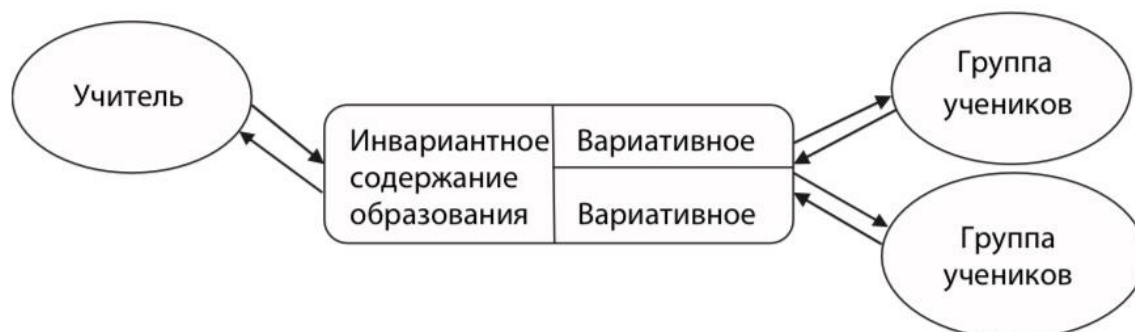 Учитель
Инвариантное
содержание
образования
Вариативное
Вариативное
Группа
учеников
Группа
учеников